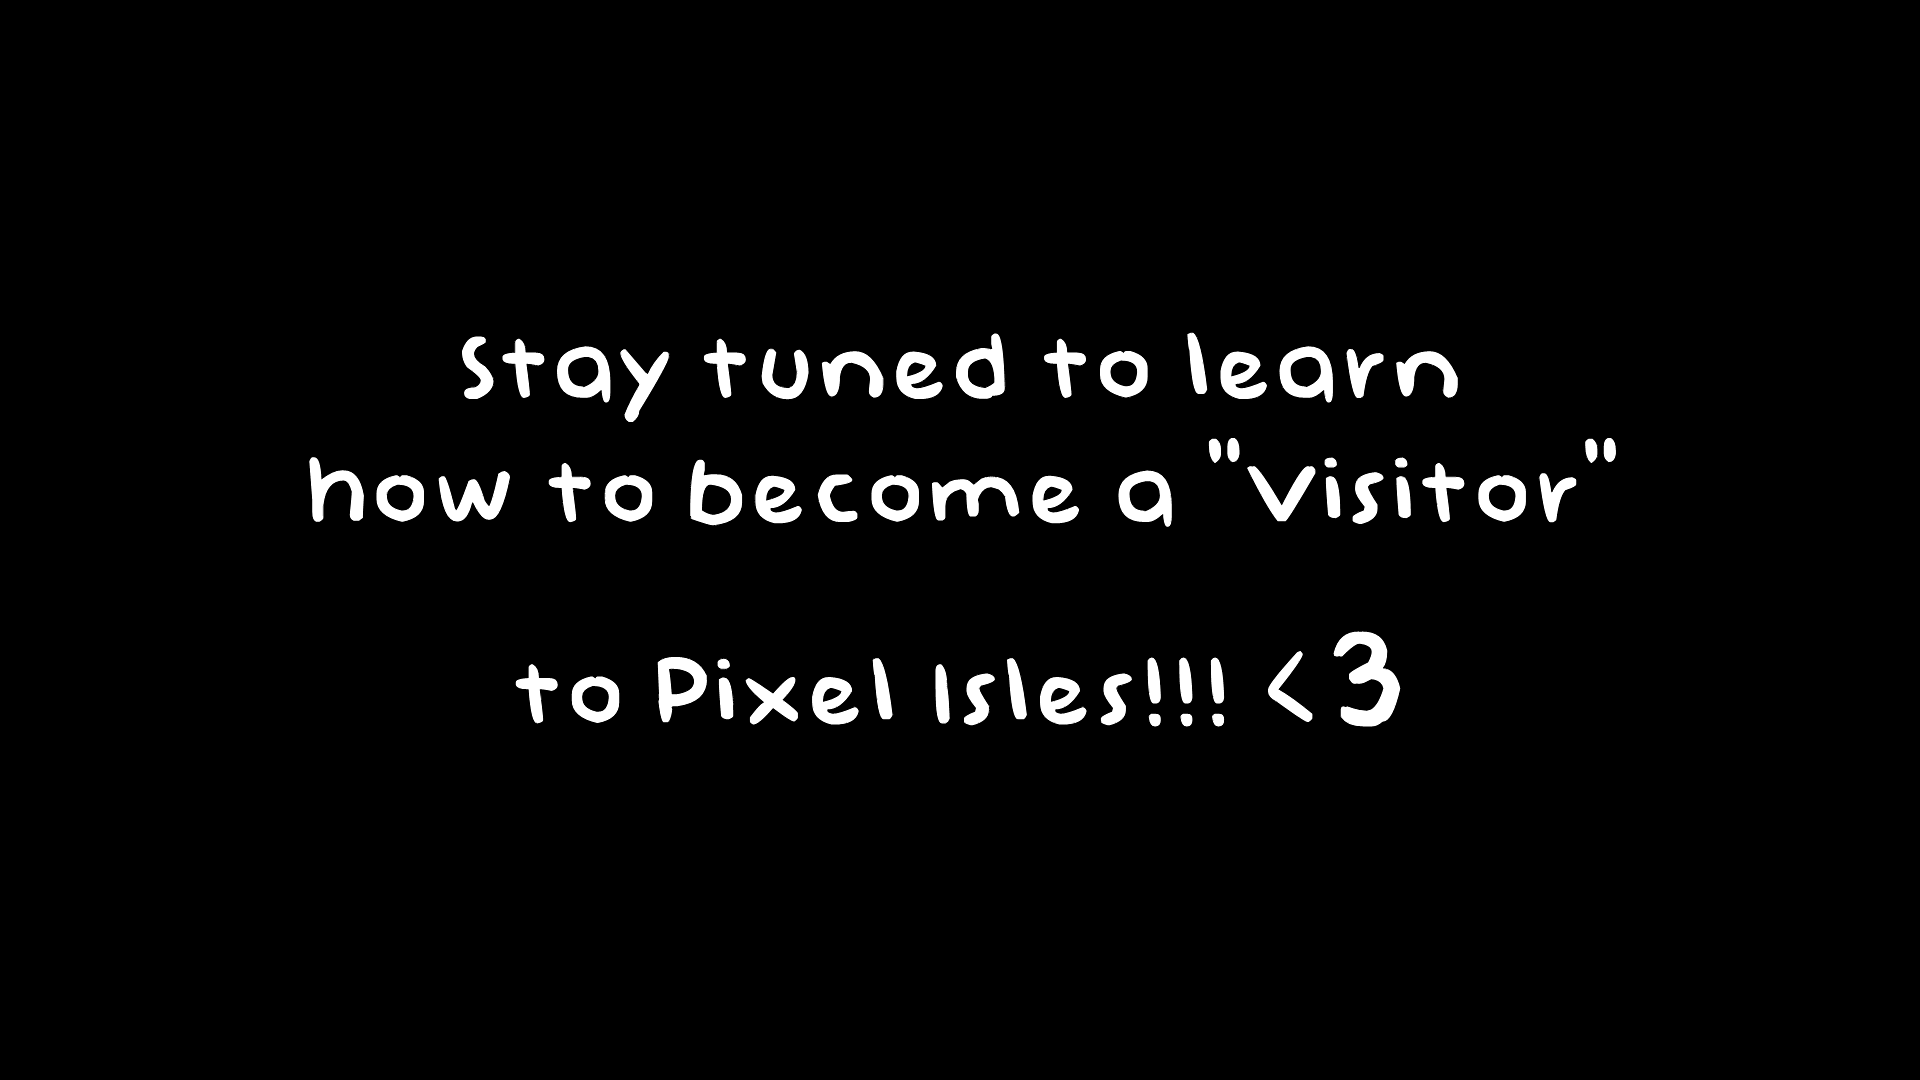 Stay tuned to learn
how to become a "Visitor"
to Pixel Isles!!! <3